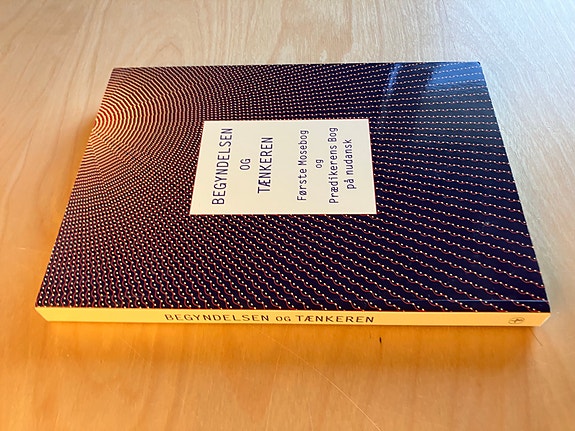 BEGYNDELSEN
OG
TÆNKEREN
Første Mosebog
og
Prædikerens Bog
på nudansk
BEGYNDELSEN OG TÆNKEREN